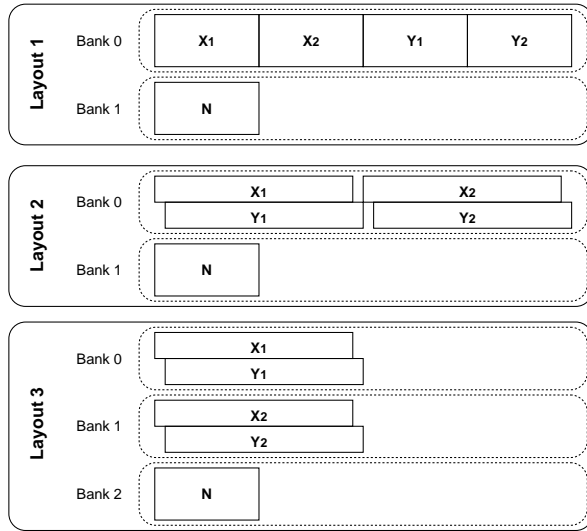 Layout 1
Bank 0
X1 X2 Y1 Y2
Bank 1
N
Layout 2
Bank 0
X1 X2
Y1 Y2
Bank 1
N
Layout 3
Bank 0
X1
Y1
Bank 1
X2
Y2
Bank 2
N